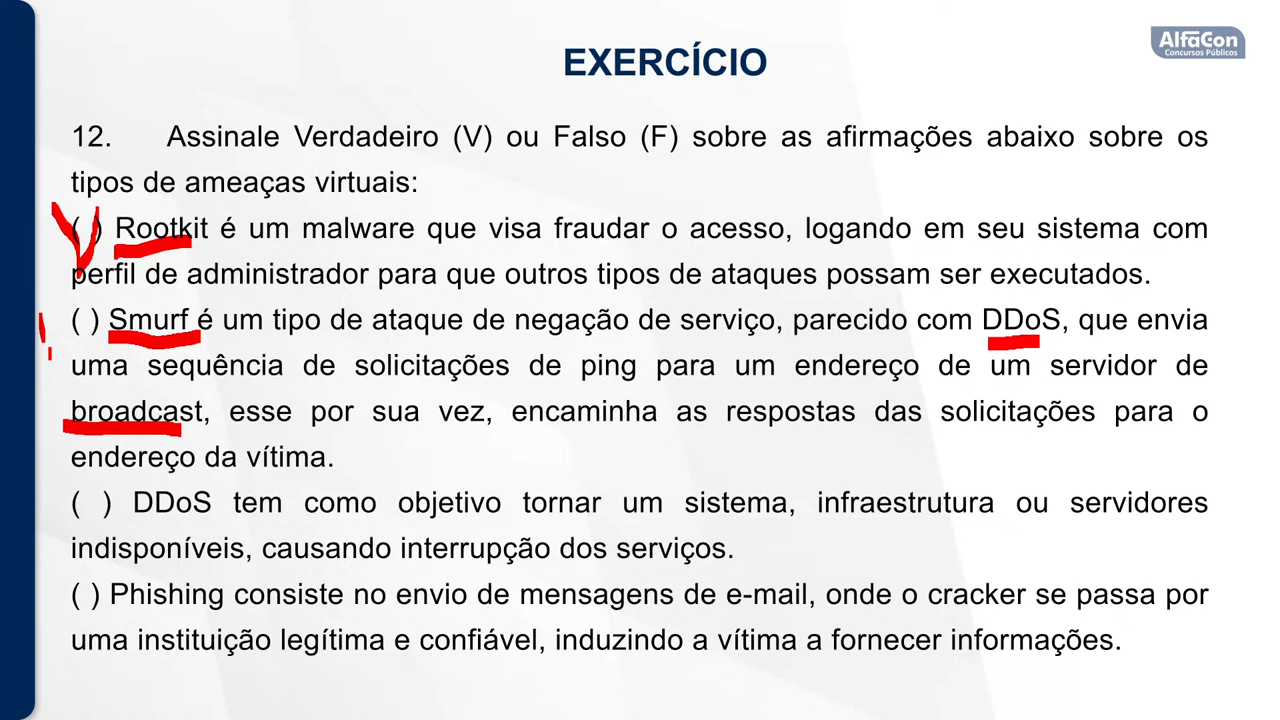 AlfaCon
Concursos Públicos
EXERCÍCIO
12. Assinale Verdadeiro (V) ou Falso (F) sobre as afirmações abaixo sobre os
tipos de ameaças virtuais:
V
( ) Rootkit é um malware que visa fraudar o acesso, logando em seu sistema com
perfil de administrador para que outros tipos de ataques possam ser executados.
( ) Smurf é um tipo de ataque de negação de serviço, parecido com DDoS, que envia
!
uma sequência de solicitações de ping para um endereço de um servidor de
broadcast, esse por sua vez, encaminha as respostas das solicitações para o
endereço da vítima.
( ) DDoS tem como objetivo tornar um sistema, infraestrutura ou servidores
indisponíveis, causando interrupção dos serviços.
( ) Phishing consiste no envio de mensagens de e-mail, onde o cracker se passa por
uma instituição legítima e confiável, induzindo a vítima a fornecer informações.